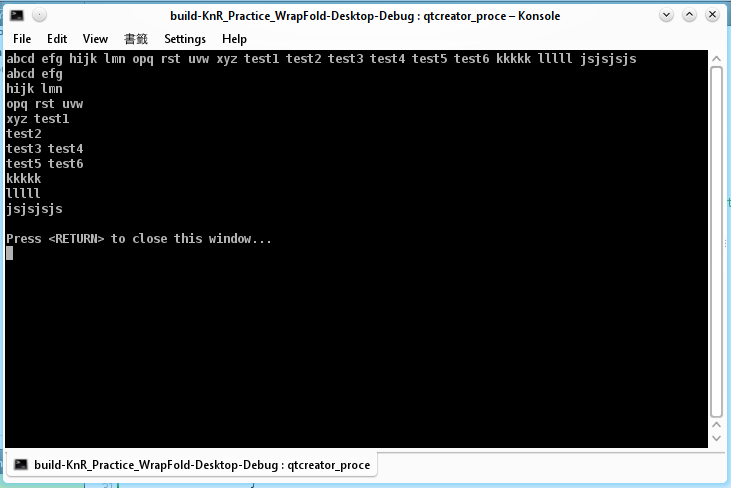 build-KnR_Practice_WrapFold-Desktop-Debug : qtcreator_proce – Konsole
File Edit View 書籤 Settings Help
abcd efg hijk lmn opq rst uvw xyz test1 test2 test3 test4 test5 test6 kkkkk lllll jsjsjsjs
abcd efg
hijk lmn
opq rst uvw
xyz test1
test2
test3 test4
test5 test6
kkkkk
lllll
jsjsjsjs
Press <RETURN> to close this window...
build-KnR_Practice_WrapFold-Desktop-Debug : qtcreator_proce